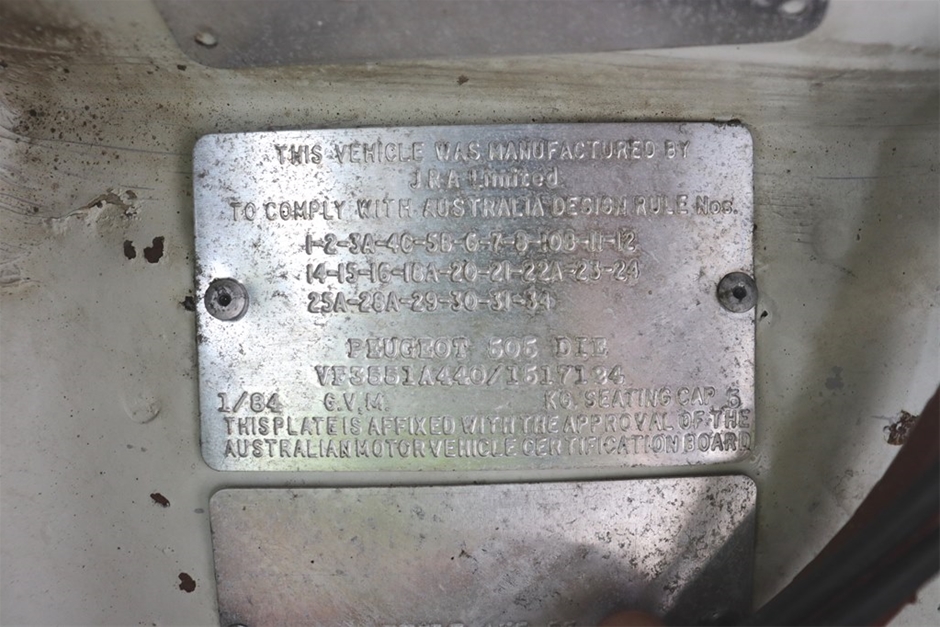 THIS VEHICLE WAS MANUFACTURED BY
J R A Limited
TO COMPLY WITH AUSTRALIA DESIGN RULE Nos.
1-2-3A-4C-5B-6-7-8-10B-11-12
14-15-16-18A-20-21-22A-23-24
25A-26A-29-30-31-34
PEUGEOT 505 DIE
VF3551A440/1517134
1/84 G.V.M. KG. SEATING CAP 5
THIS PLATE IS AFFIXED WITH THE APPROVAL OF THE
AUSTRALIAN MOTOR VEHICLE CERTIFICATION BOARD